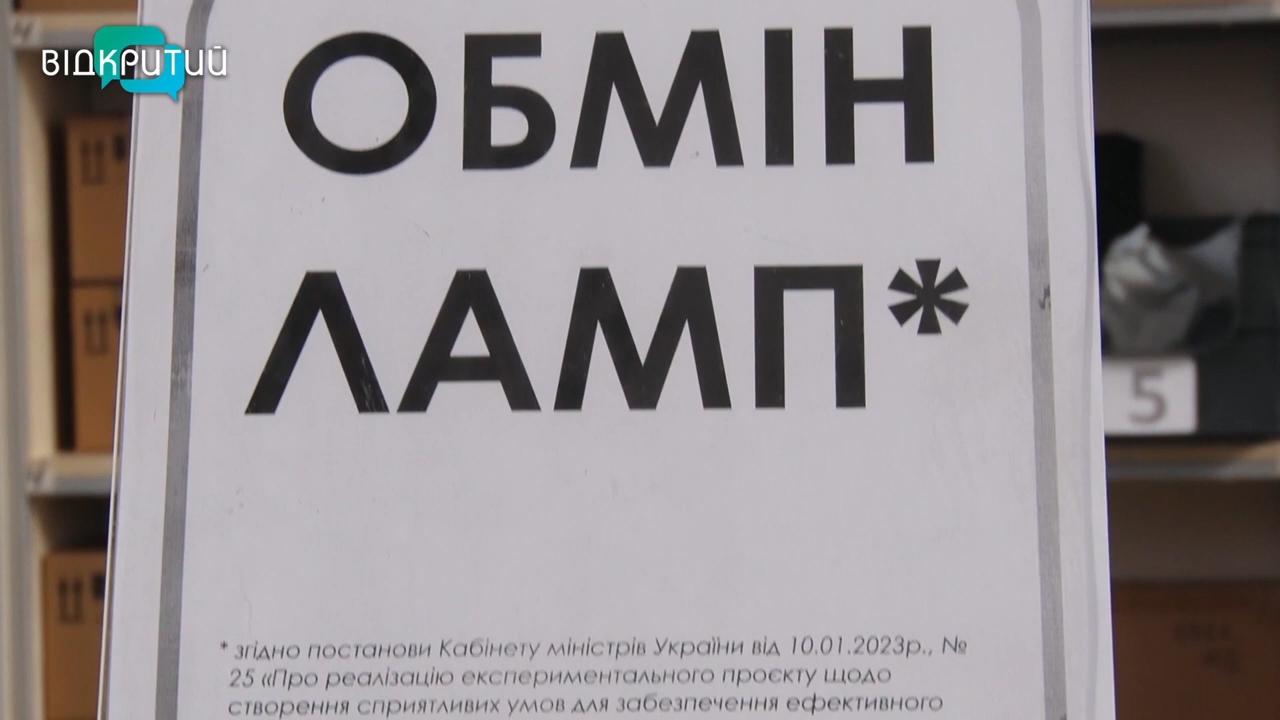 ВІДКРИТИЙ
ОБМІН
ЛАМП*
5
* згідно постанови Кабінету міністрів України від 10.01.2023р., №
25 «Про реалізацію експериментального проєкту щодо
створення сприятливих умов для забезпечення ефективного